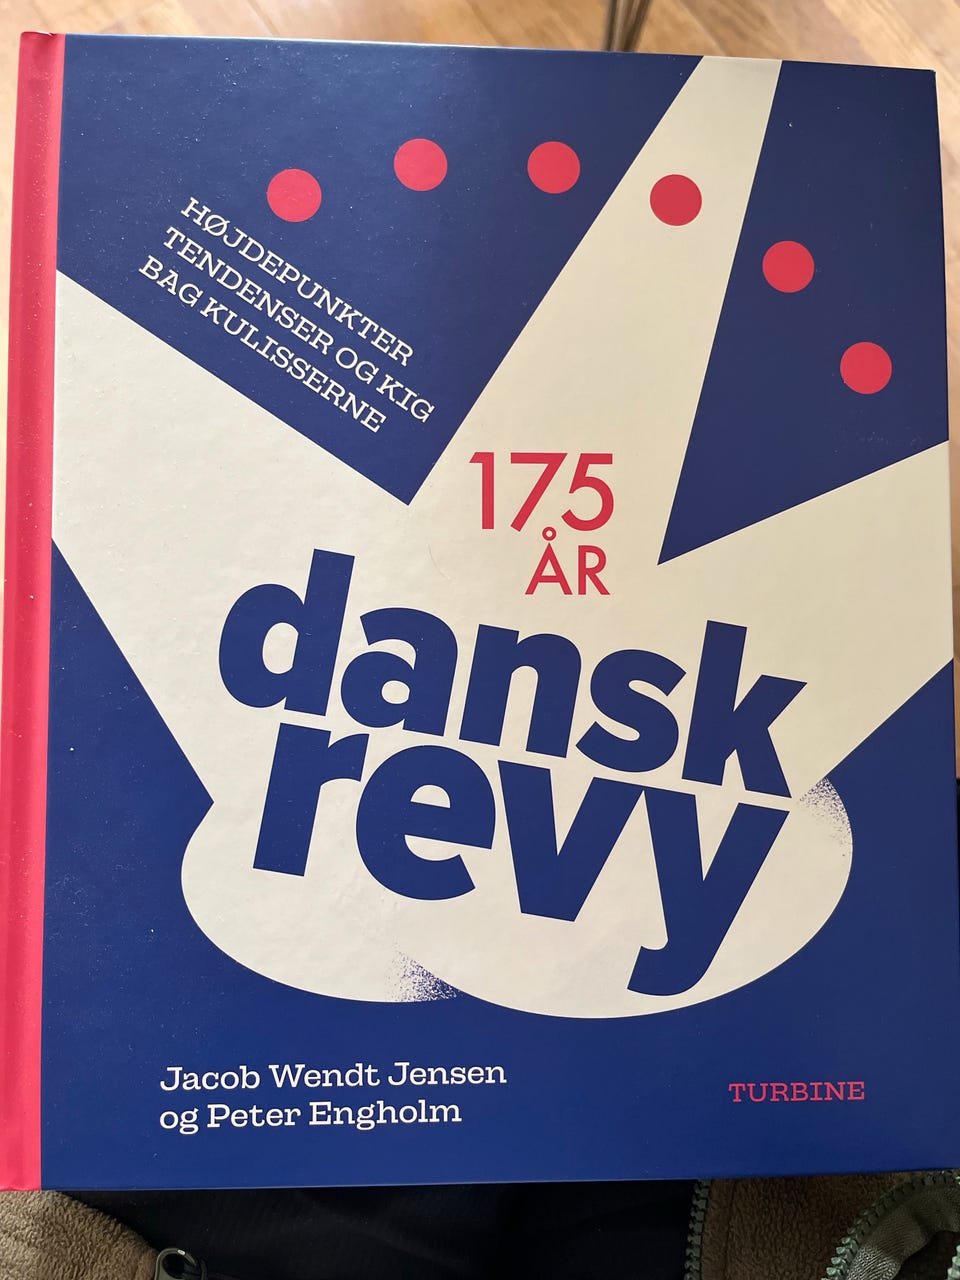 HØJDEPUNKTER
TENDENSER OG KIG
BAG KULISSERNE
175
ÅR
dansk
revy
Jacob Wendt Jensen
og Peter Engholm
TURBINE